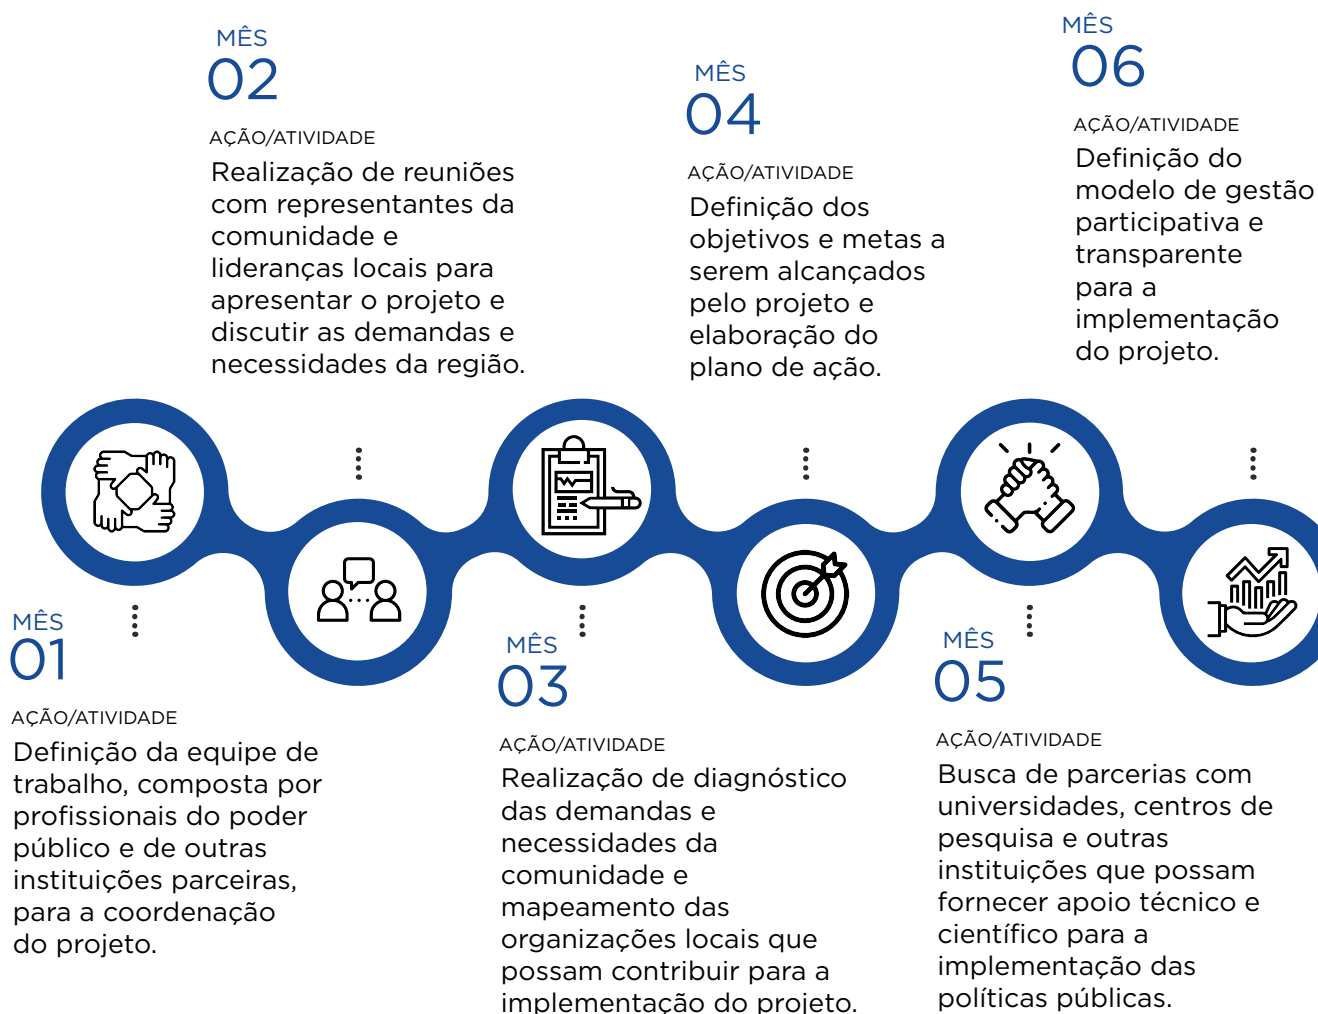 MÊS
01
AÇÃO/ATIVIDADE
Definição da equipe de
trabalho, composta por
profissionais do poder
público e de outras
instituições parceiras,
para a coordenação
do projeto.
MÊS
02
AÇÃO/ATIVIDADE
Realização de reuniões
com representantes da
comunidade e
lideranças locais para
apresentar o projeto e
discutir as demandas e
necessidades da região.
MÊS
03
AÇÃO/ATIVIDADE
Realização de diagnóstico
das demandas e
necessidades da
comunidade e
mapeamento das
organizações locais que
possam contribuir para a
implementação do projeto.
MÊS
04
AÇÃO/ATIVIDADE
Definição dos
objetivos e metas a
serem alcançados
pelo projeto e
elaboração do
plano de ação.
MÊS
05
AÇÃO/ATIVIDADE
Busca de parcerias com
universidades, centros de
pesquisa e outras
instituições que possam
fornecer apoio técnico e
científico para a
implementação das
políticas públicas.
MÊS
06
AÇÃO/ATIVIDADE
Definição do
modelo de gestão
participativa e
transparente
para a
implementação
do projeto.